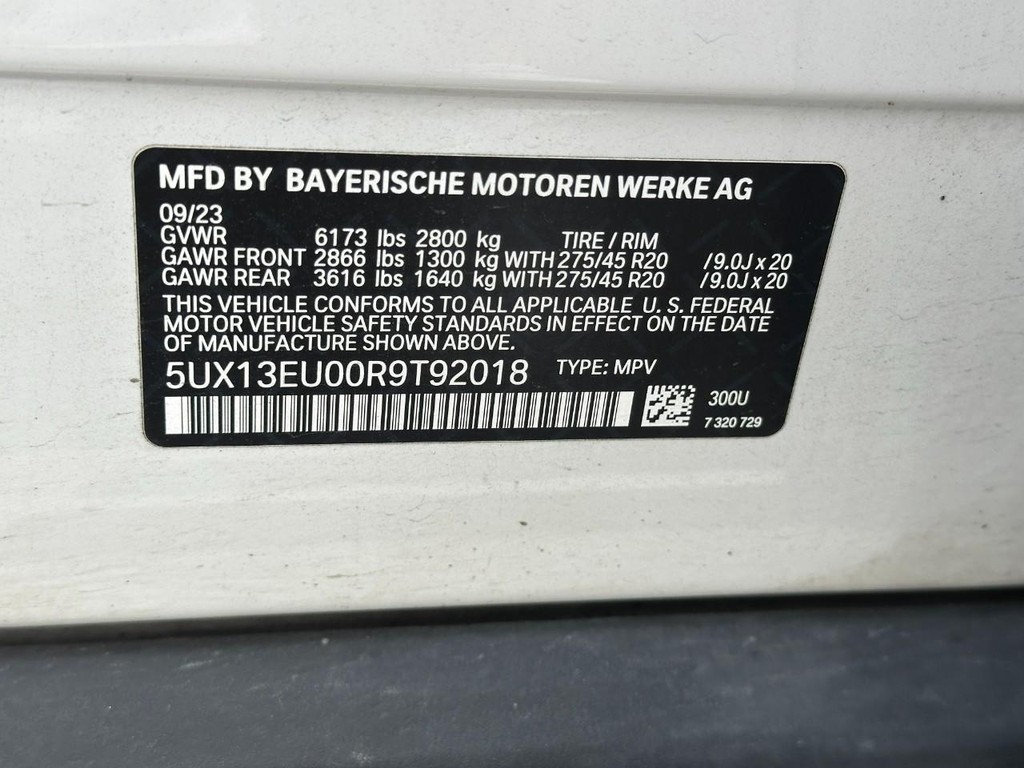 MFD BY BAYERISCHE MOTOREN WERKE AG
09/23
GVWR 6173 lbs 2800 kg TIRE / RIM
GAWR FRONT 2866 lbs 1300 kg WITH 275/45 R20 / 9.0J x 20
GAWR REAR 3616 lbs 1640 kg WITH 275/45 R20 / 9.0J x 20
THIS VEHICLE CONFORMS TO ALL APPLICABLE U. S. FEDERAL
MOTOR VEHICLE SAFETY STANDARDS IN EFFECT ON THE DATE
OF MANUFACTURE SHOWN ABOVE.
5UX13EU00R9T92018 TYPE: MPV
300U
7 320 729